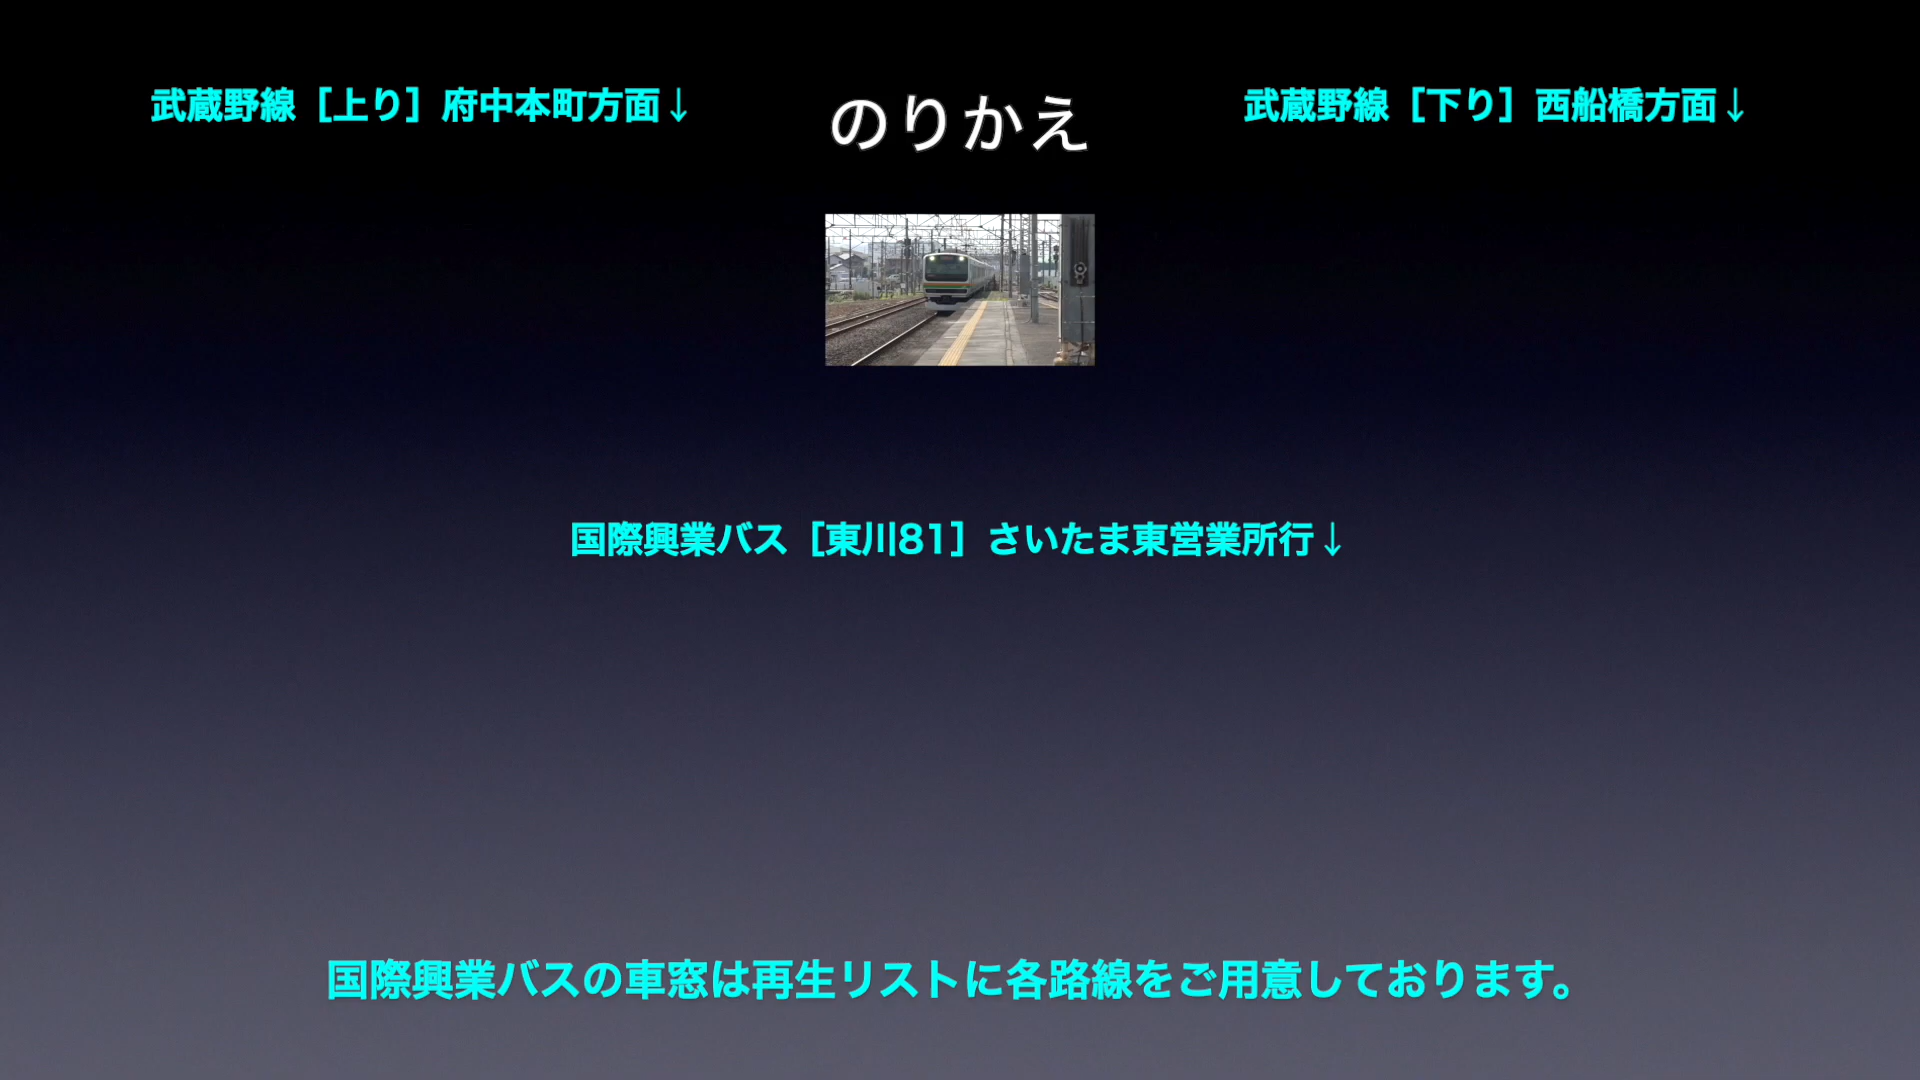 武蔵野線［上り］府中本町方面↓
のりかえ
武蔵野線［下り］西船橋方面↓
国際興業バス［東川81］さいたま東営業所行↓
国際興業バスの車窓は再生リストに各路線をご用意しております。